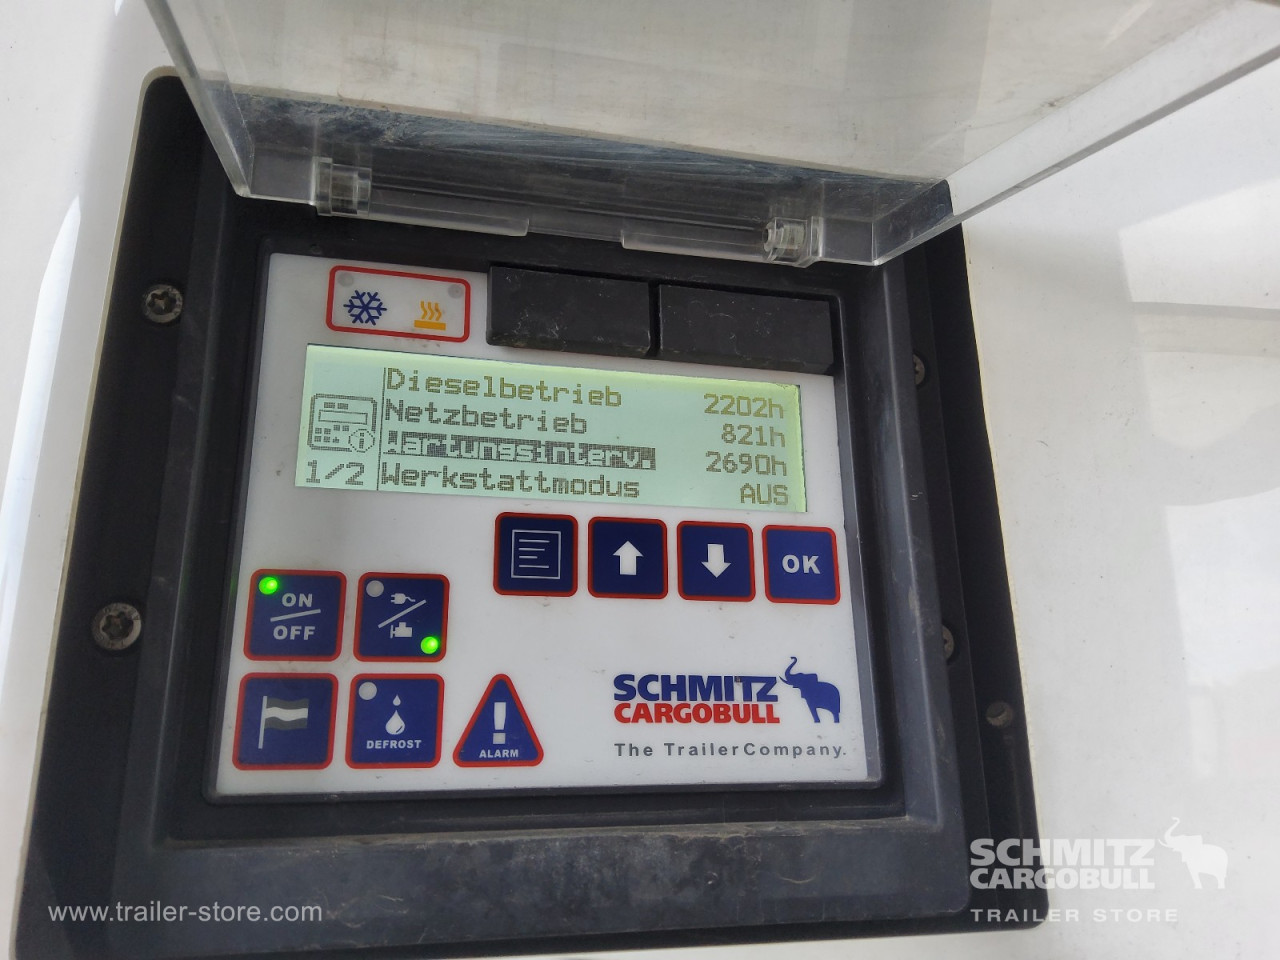 Dieselbetrieb 2202h
Netzbetrieb 821h
Wartungsinterv. 2690h
1/2 Werkstattmodus AUS
OK
ON
OFF
DEFROST
ALARM
SCHMITZ
CARGOBULL
The TrailerCompany.
SCHMITZ
CARGOBULL
TRAILER STORE
www.trailer-store.com